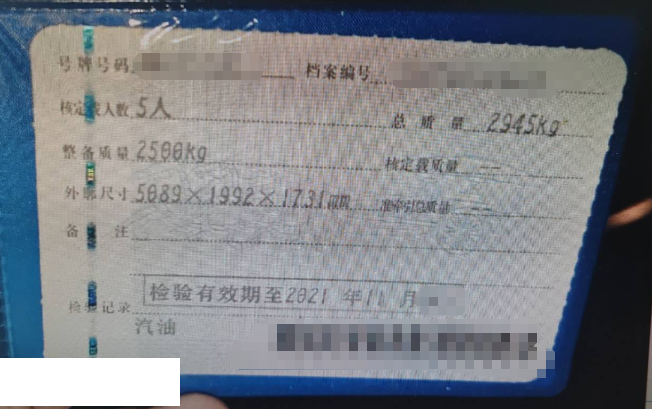 号牌号码 档案编号
核定载人数 5人 总质量 2945kg
整备质量 2500kg 核定载质量 --
外廓尺寸 5089×1992×1731mm 准牵引总质量 --
备注
检验记录 检验有效期至2021年11月
汽油